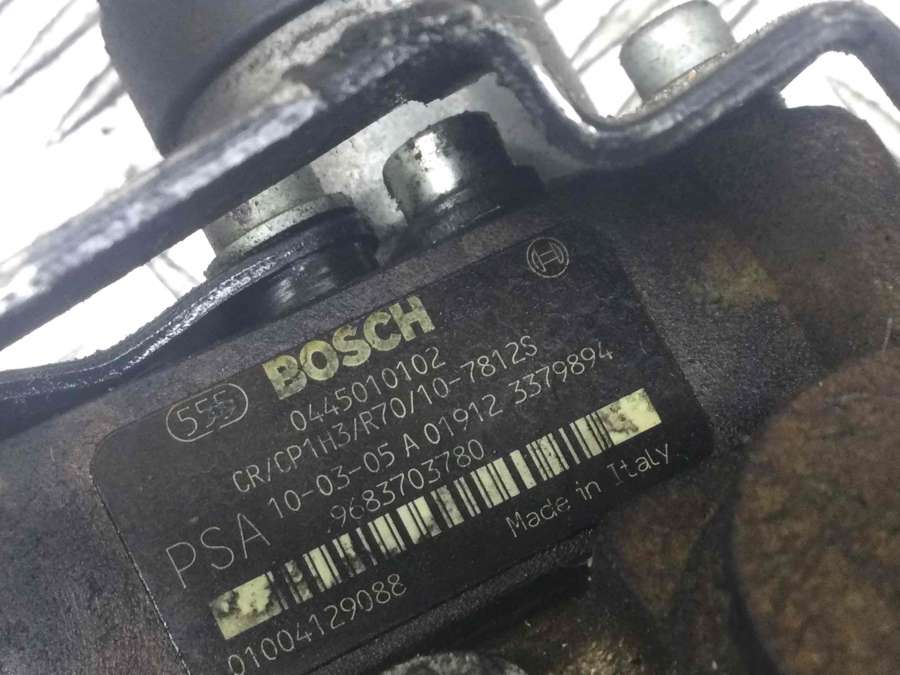 555 BOSCH
0445010102
CR/CP1H3/R70/10-7812S
10-03-05 A 01912 3379894
PSA 9683703780
Made in Italy
01004129088